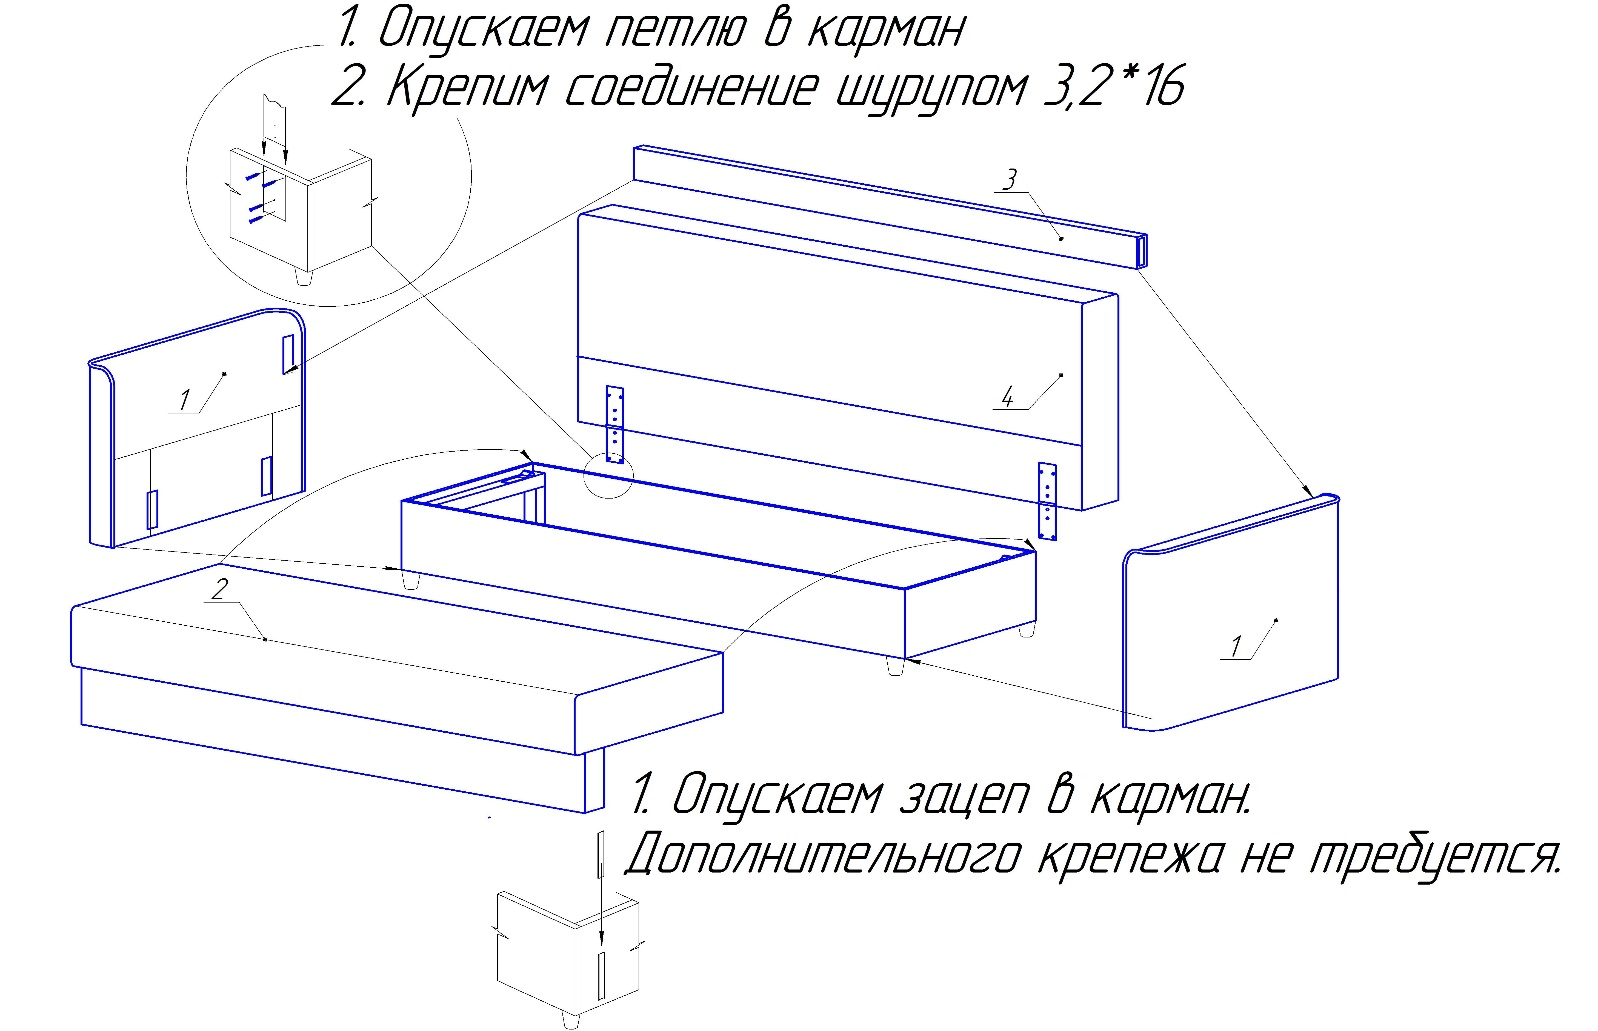 1. Опускаем петлю в карман
2. Крепим соединение шурупом 3,2*16
3
1
4
2
1
1. Опускаем зацеп в карман.
Дополнительного крепежа не требуется.